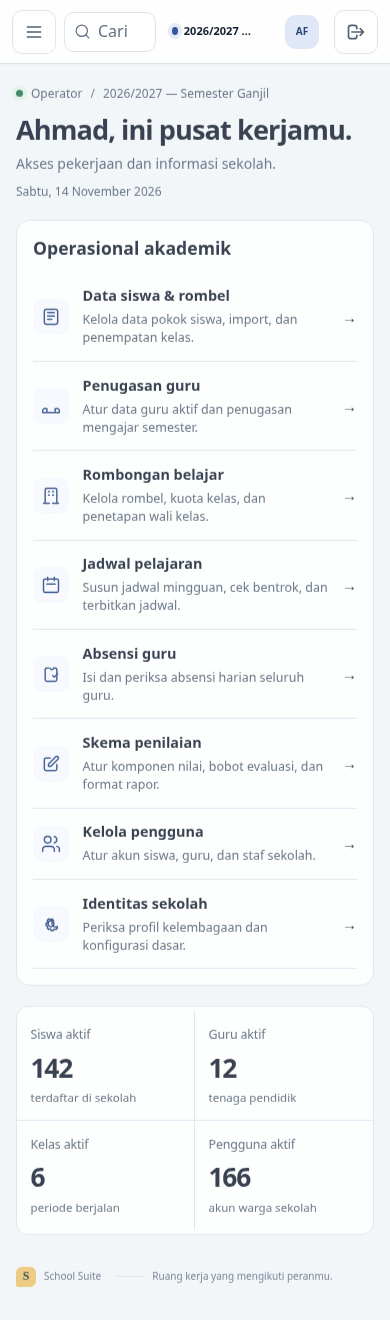 Cari
2026/2027 ...
AF
Operator / 2026/2027 — Semester Ganjil
Ahmad, ini pusat kerjamu.
Akses pekerjaan dan informasi sekolah.
Sabtu, 14 November 2026
Operasional akademik
Data siswa & rombel
Kelola data pokok siswa, import, dan
penempatan kelas.
→
Penugasan guru
Atur data guru aktif dan penugasan
mengajar semester.
→
Rombongan belajar
Kelola rombel, kuota kelas, dan
penetapan wali kelas.
→
Jadwal pelajaran
Susun jadwal mingguan, cek bentrok, dan
terbitkan jadwal.
→
Absensi guru
Isi dan periksa absensi harian seluruh
guru.
→
Skema penilaian
Atur komponen nilai, bobot evaluasi, dan
format rapor.
→
Kelola pengguna
Atur akun siswa, guru, dan staf sekolah.
→
Identitas sekolah
Periksa profil kelembagaan dan
konfigurasi dasar.
→
Siswa aktif
142
terdaftar di sekolah
Guru aktif
12
tenaga pendidik
Kelas aktif
6
periode berjalan
Pengguna aktif
166
akun warga sekolah
S School Suite
Ruang kerja yang mengikuti peranmu.